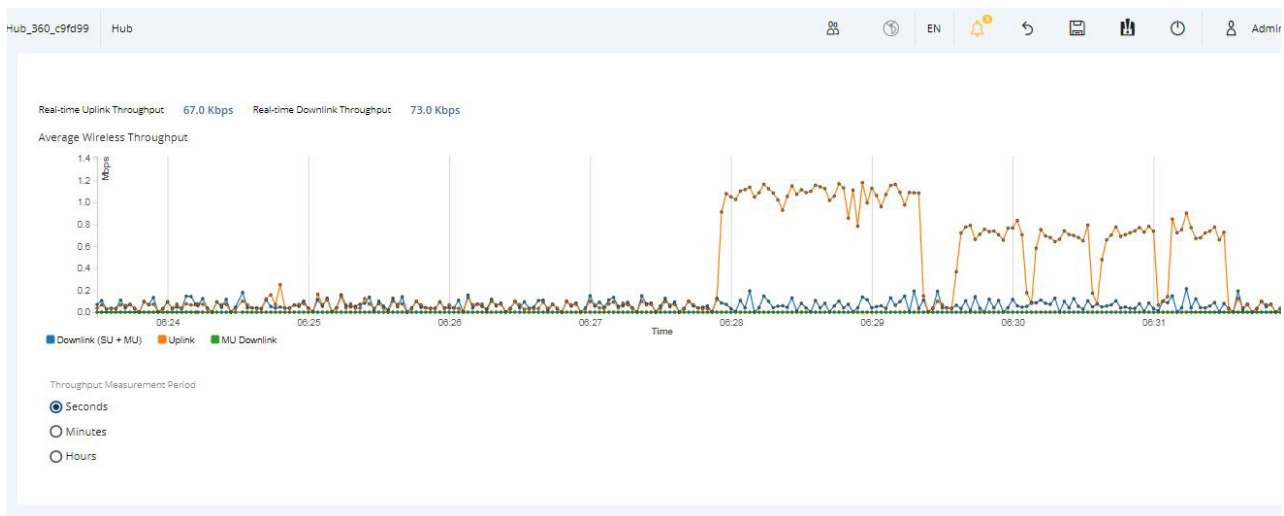 Hub_360_c9fd99 Hub EN 3 Admin
Real-time Uplink Throughput 67.0 Kbps Real-time Downlink Throughput 73.0 Kbps
Average Wireless Throughput
Mbps
1.4
1.2
1.0
0.8
0.6
0.4
0.2
0.0
06:24 06:25 06:26 06:27 06:28 06:29 06:30 06:31
Time
Downlink (SU + MU) Uplink MU Downlink
Throughput Measurement Period
Seconds
Minutes
Hours